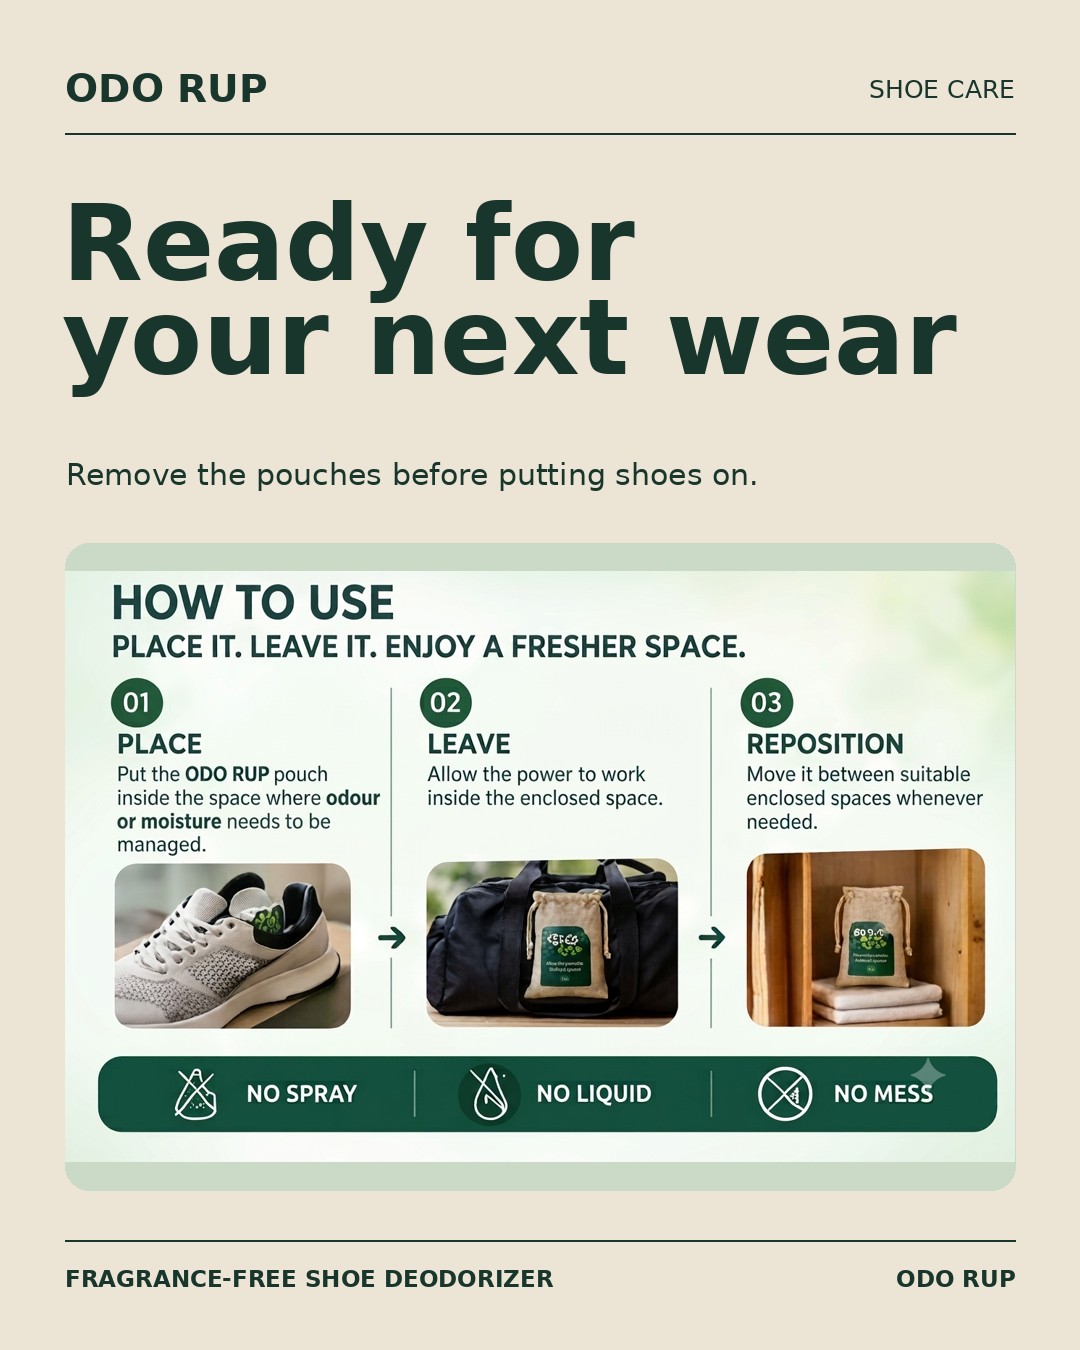 ODO RUP
SHOE CARE
Ready for
your next wear
Remove the pouches before putting shoes on.
HOW TO USE
PLACE IT. LEAVE IT. ENJOY A FRESHER SPACE.
01
PLACE
Put the ODO RUP pouch
inside the space where odour
or moisture needs to be
managed.
02
LEAVE
Allow the power to work
inside the enclosed space.
03
REPOSITION
Move it between suitable
enclosed spaces whenever
needed.
NO SPRAY
NO LIQUID
NO MESS
FRAGRANCE-FREE SHOE DEODORIZER
ODO RUP